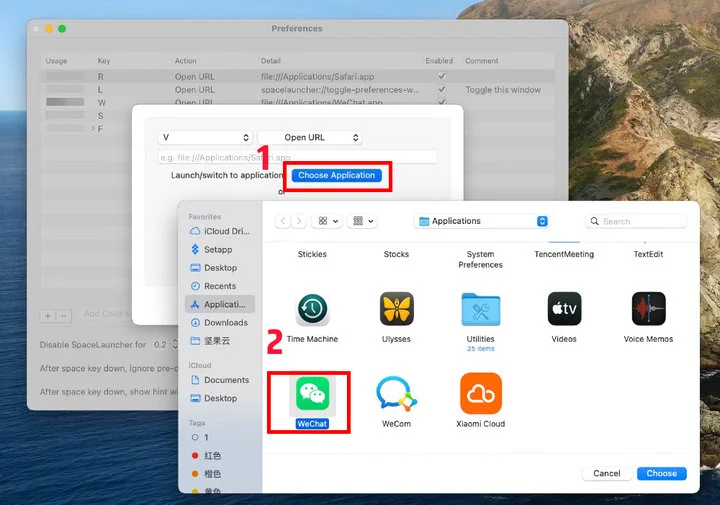 Preferences
Usage Key Action Detail Enabled Comment
R Open URL file:///Applications/Safari.app
L Open URL spacelauncher://toggle-preferences-w... Toggle this window
W Open URL file:///Applications/WeChat.app
S
F
V Open URL
1
e.g. file:///Applications/Safari.app
Launch/switch to application Choose Application
or
Favorites
iCloud Dri...
Setapp
Desktop
Recents
Applicati...
Downloads
坚果云
iCloud
Documents
Desktop
Tags
1
红色
橙色
黄色
Applications
Search
Stickies Stocks System Preferences TencentMeeting TextEdit
Time Machine Ulysses Utilities Videos Voice Memos
25 items
tv
2
WeChat WeCom Xiaomi Cloud
Cancel Choose
+ −
Add Child K
Disable SpaceLauncher for 0.2
After space key down, ignore pre-d
After space key down, show hint wi